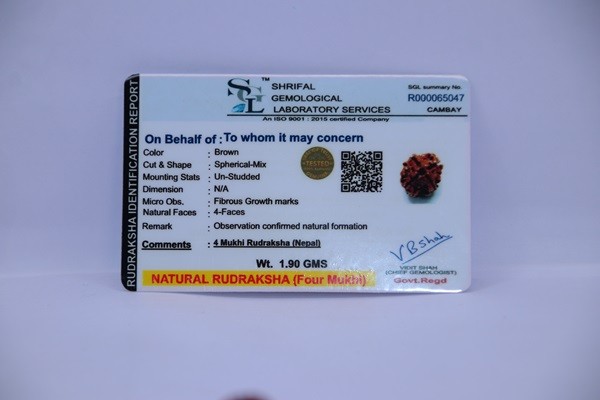 RUDRAKSHA IDENTIFICATION REPORT
SGL ™
SHRIFAL
GEMOLOGICAL
LABORATORY SERVICES
An ISO 9001 : 2015 certified Company
SGL summary No.
R000065047
CAMBAY
On Behalf of : To whom it may concern
Color : Brown
Cut & Shape : Spherical-Mix
Mounting Stats : Un-Studded
Dimension : N/A
Micro Obs. : Fibrous Growth marks
Natural Faces : 4-Faces
Remark : Observation confirmed natural formation
Comments : 4 Mukhi Rudraksha (Nepal)
Wt. 1.90 GMS
NATURAL RUDRAKSHA (Four Mukhi)
TESTED
VBShah
(CHIEF GEMOLOGIST)
Govt.Regd